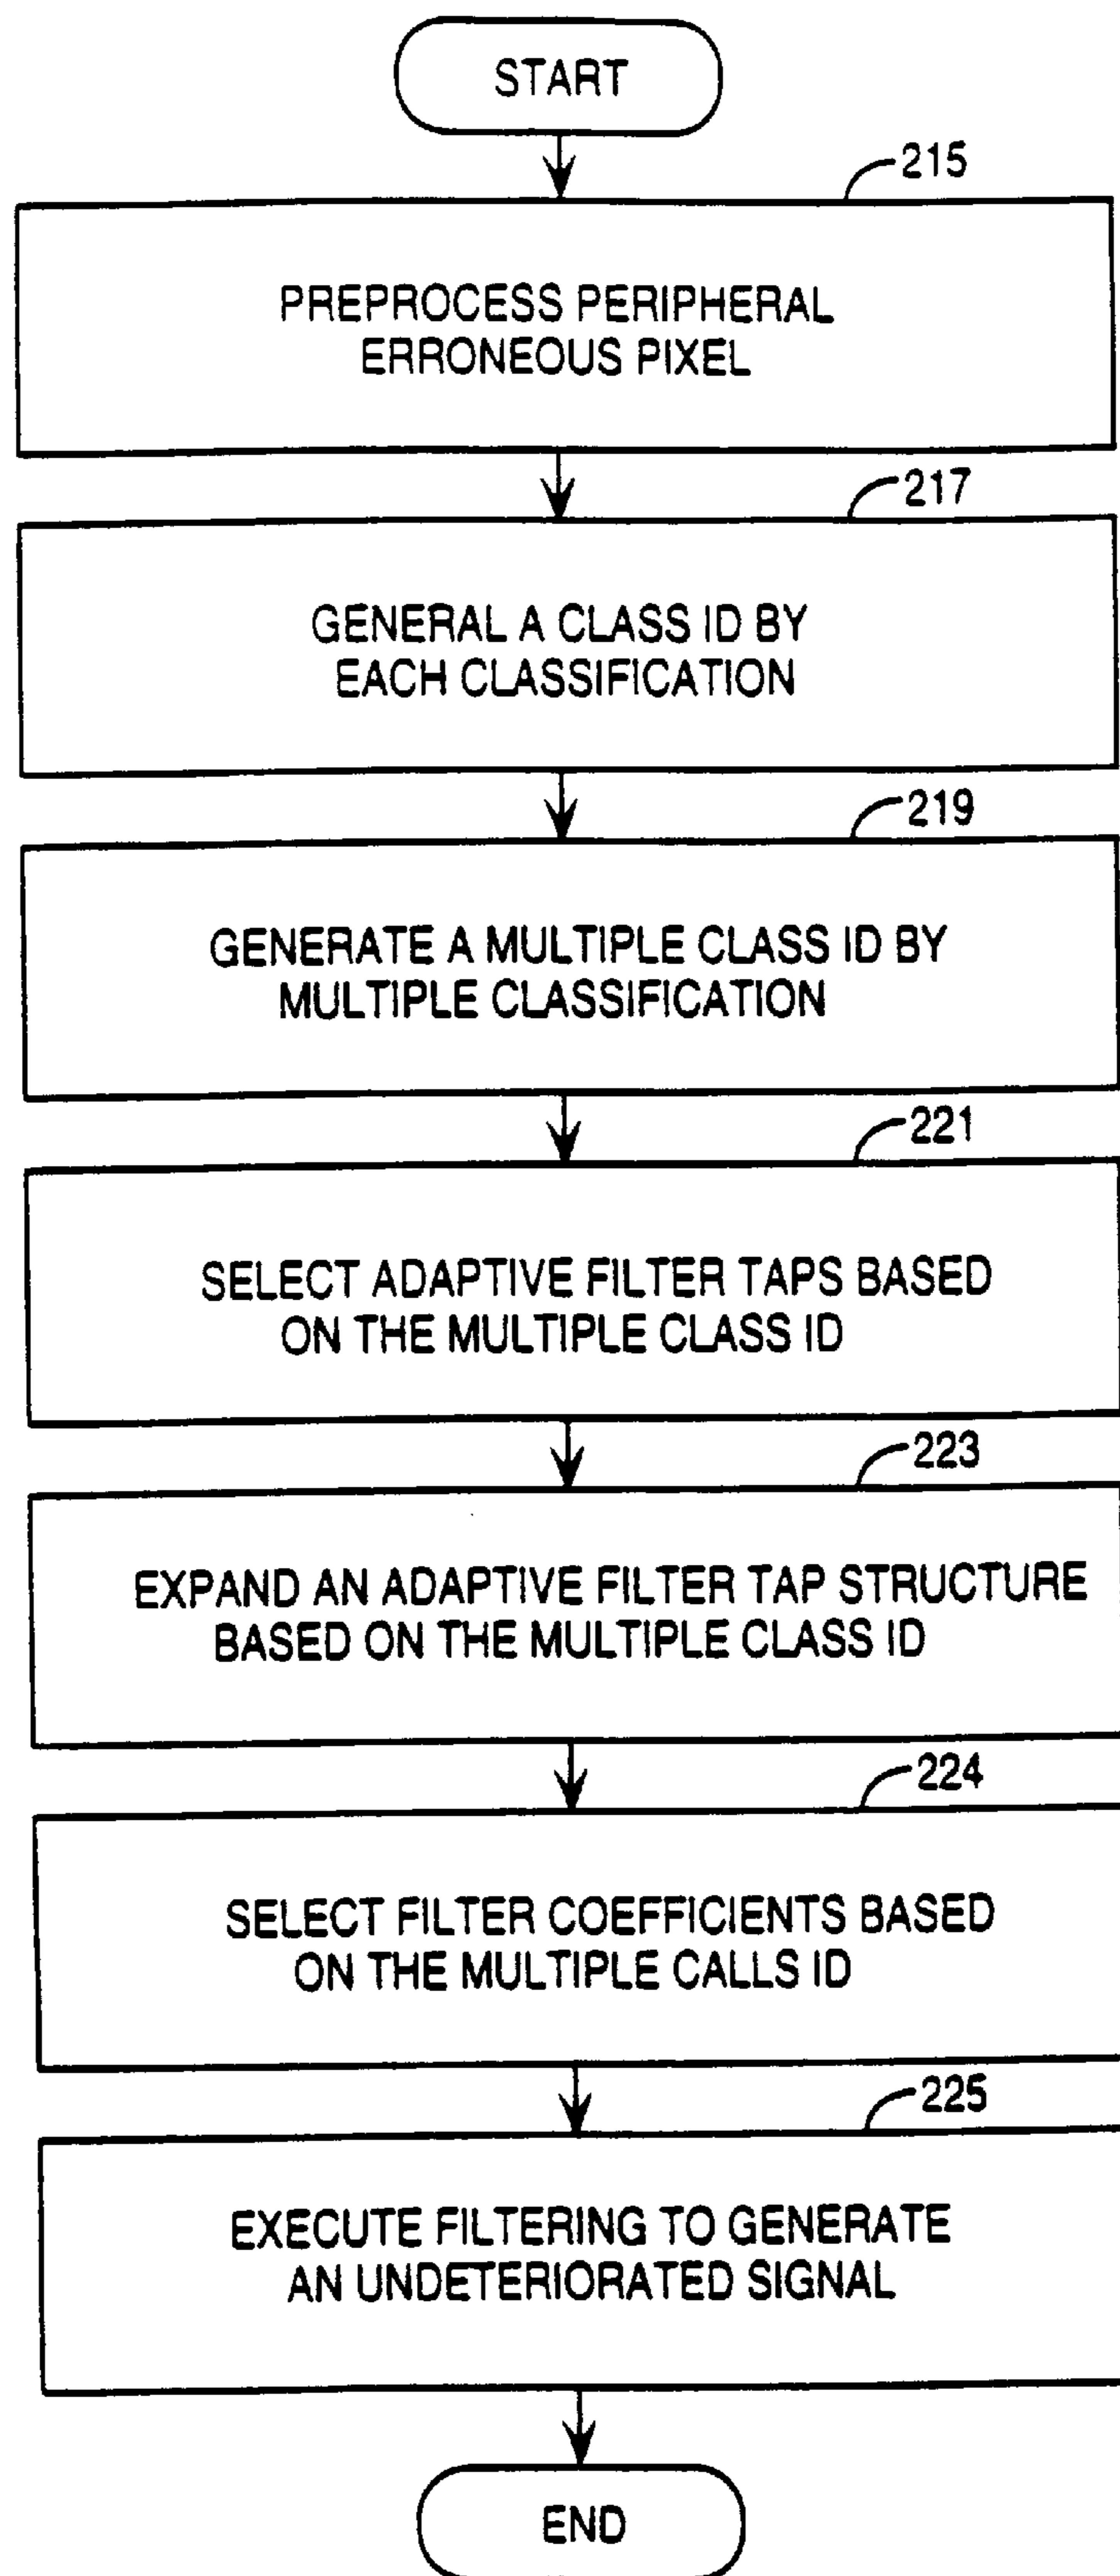 START
215
PREPROCESS PERIPHERAL
ERRONEOUS PIXEL
217
GENERAL A CLASS ID BY
EACH CLASSIFICATION
219
GENERATE A MULTIPLE CLASS ID BY
MULTIPLE CLASSIFICATION
221
SELECT ADAPTIVE FILTER TAPS BASED
ON THE MULTIPLE CLASS ID
223
EXPAND AN ADAPTIVE FILTER TAP STRUCTURE
BASED ON THE MULTIPLE CLASS ID
224
SELECT FILTER COEFFICIENTS BASED
ON THE MULTIPLE CALLS ID
225
EXECUTE FILTERING TO GENERATE
AN UNDETERIORATED SIGNAL
END